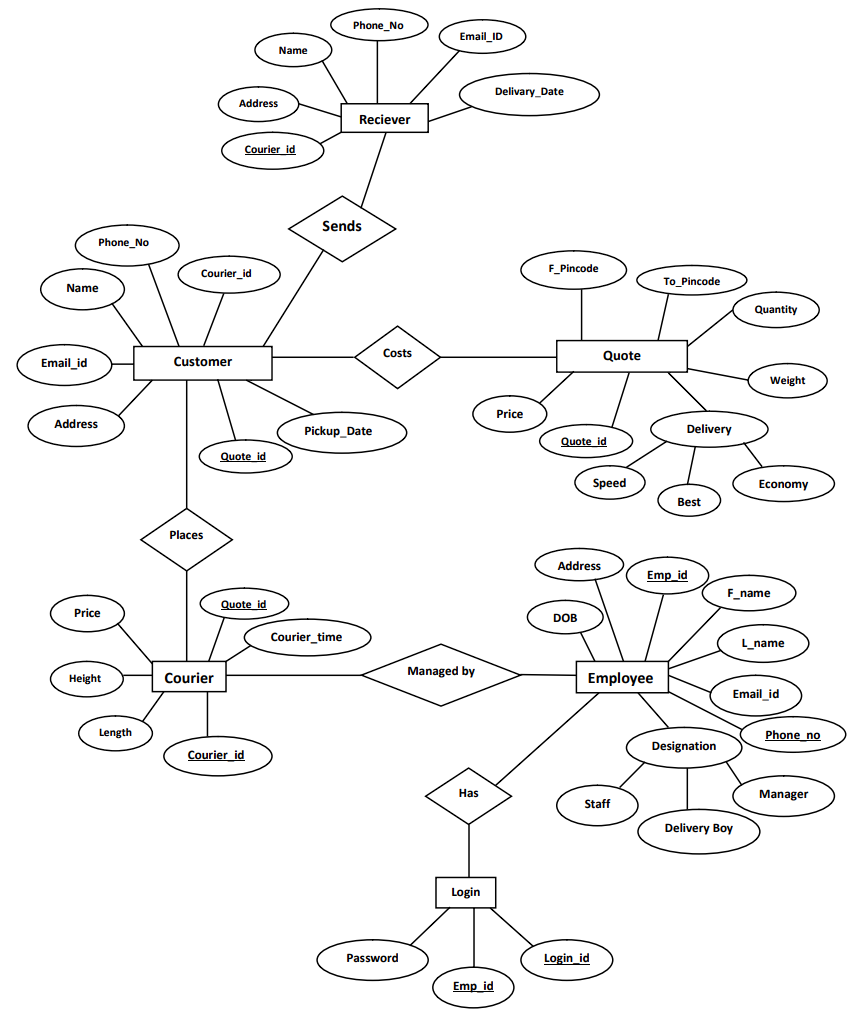 Phone_No
Email_ID
Name
Delivary_Date
Address
Reciever
Courier_id
Sends
Phone_No
Courier_id
Name
Customer
Email_id
Address
Quote_id
Pickup_Date
Costs
F_Pincode
To_Pincode
Quantity
Quote
Weight
Price
Quote_id
Delivery
Speed
Best
Economy
Places
Quote_id
Price
Courier_time
Courier
Height
Length
Courier_id
Managed by
Address
Emp_id
F_name
DOB
L_name
Employee
Email_id
Phone_no
Designation
Staff
Delivery Boy
Manager
Has
Login
Password
Emp_id
Login_id